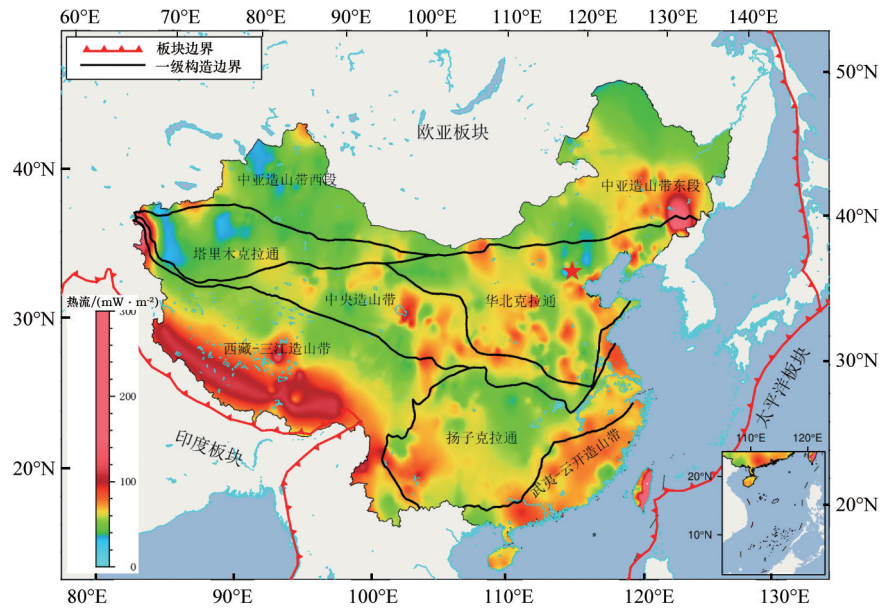 60°E 70°E 80°E 90°E 100°E 110°E 120°E 130°E 140°E
板块边界
一级构造边界
50°N
欧亚板块
40°N
中亚造山带西段
中亚造山带东段
40°N
塔里木克拉通
热流/(mW·m-2)
中央造山带
华北克拉通
300
30°N
西藏-三江造山带
30°N
200
太平洋板块
印度板块
扬子克拉通
武夷-云开造山带
110°E 120°E
100
20°N
20°N
20°N
10°N
0
80°E 90°E 100°E 110°E 120°E 130°E